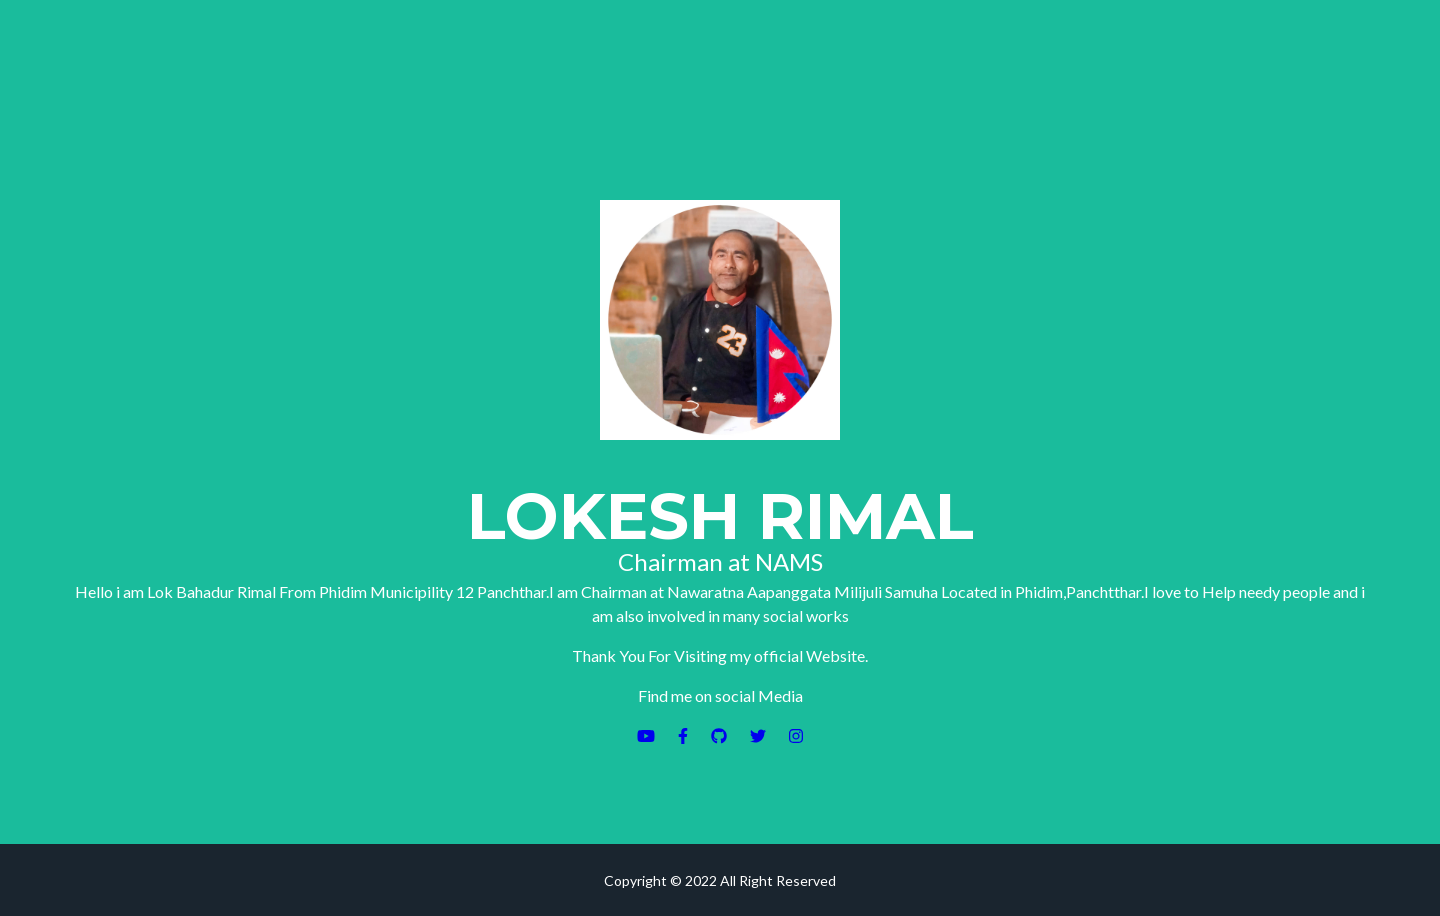 23
LOKESH RIMAL
Chairman at NAMS
Hello i am Lok Bahadur Rimal From Phidim Municipility 12 Panchthar.I am Chairman at Nawaratna Aapanggata Milijuli Samuha Located in Phidim,Panchtthar.I love to Help needy people and i
am also involved in many social works
Thank You For Visiting my official Website.
Find me on social Media
Copyright © 2022 All Right Reserved